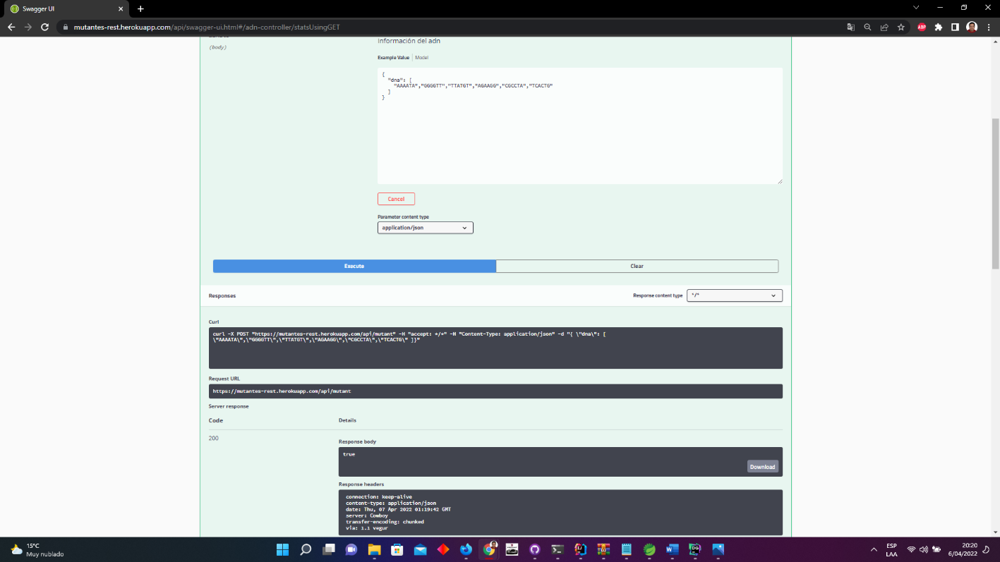 Swagger UI
mutantes-rest.herokuapp.com/api/swagger-ui.html#/adn-controller/statsUsingGET
ABP
(body)
Información del adn
Example Value | Model
{
"dna": [
"AAAATA","GGGGTT","TTATGT","AGAAGG","CGCCTA","TCACTG"
]
}
Cancel
Parameter content type
application/json
Execute
Clear
Responses
Response content type
*/*
Curl
curl -X POST "https://mutantes-rest.herokuapp.com/api/mutant" -H "accept: */*" -H "Content-Type: application/json" -d "{ \"dna\": [
\"AAAATA\",\"GGGGTT\",\"TTATGT\",\"AGAAGG\",\"CGCCTA\",\"TCACTG\" ]}"
Request URL
https://mutantes-rest.herokuapp.com/api/mutant
Server response
Code
Details
200
Response body
true
Download
Response headers
connection: keep-alive
content-type: application/json
date: Thu, 07 Apr 2022 01:19:42 GMT
server: Cowboy
transfer-encoding: chunked
via: 1.1 vegur
15°C
Muy nublado
ESP
LAA
20:20
6/04/2022